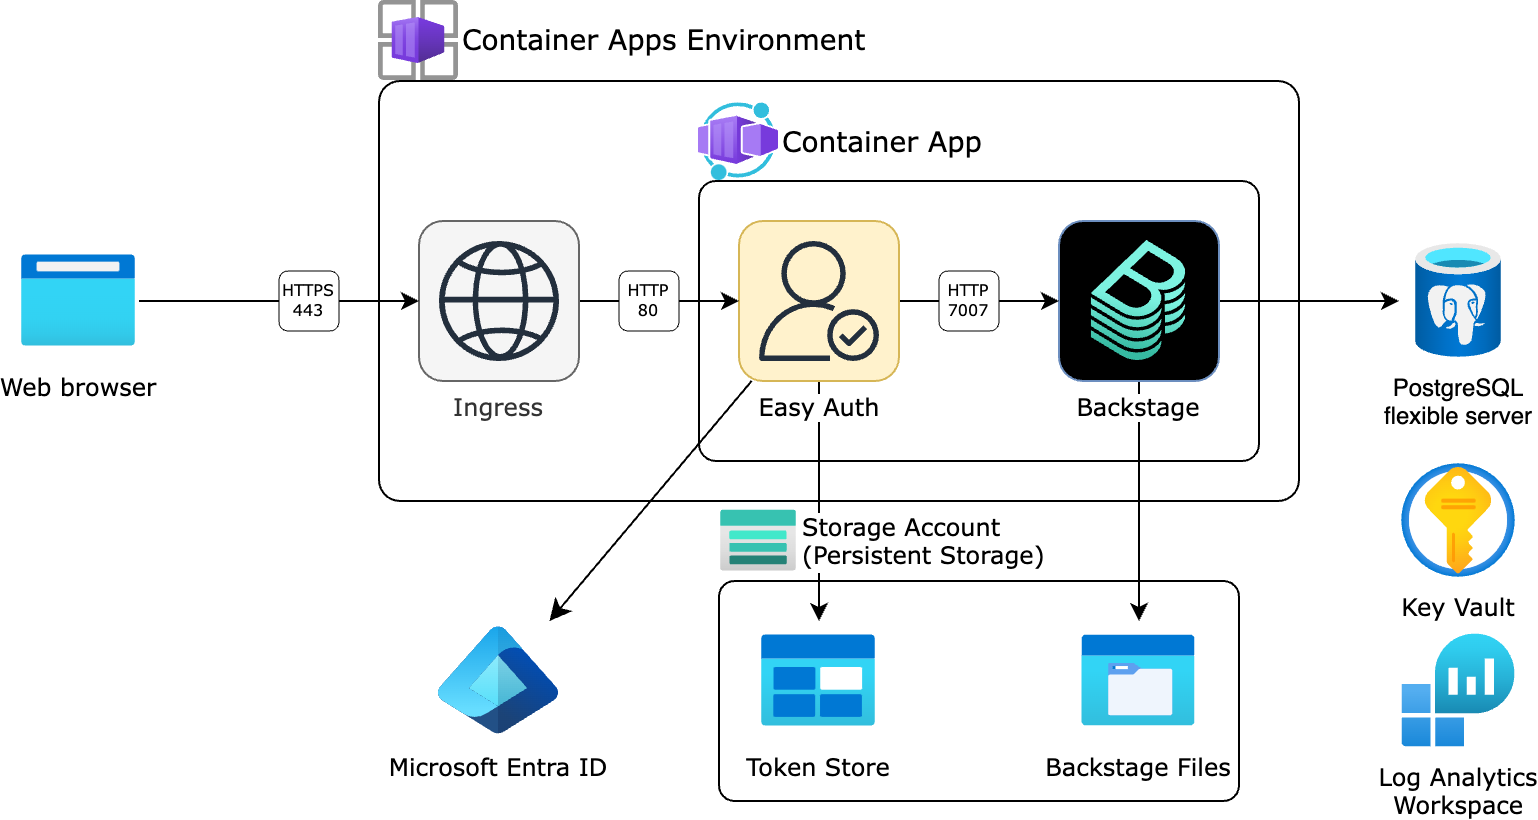 Container Apps Environment
Container App
HTTPS
443
HTTP
80
HTTP
7007
Web browser
Ingress
Easy Auth
Backstage
PostgreSQL
flexible server
Storage Account
(Persistent Storage)
Key Vault
Microsoft Entra ID
Token Store
Backstage Files
Log Analytics
Workspace